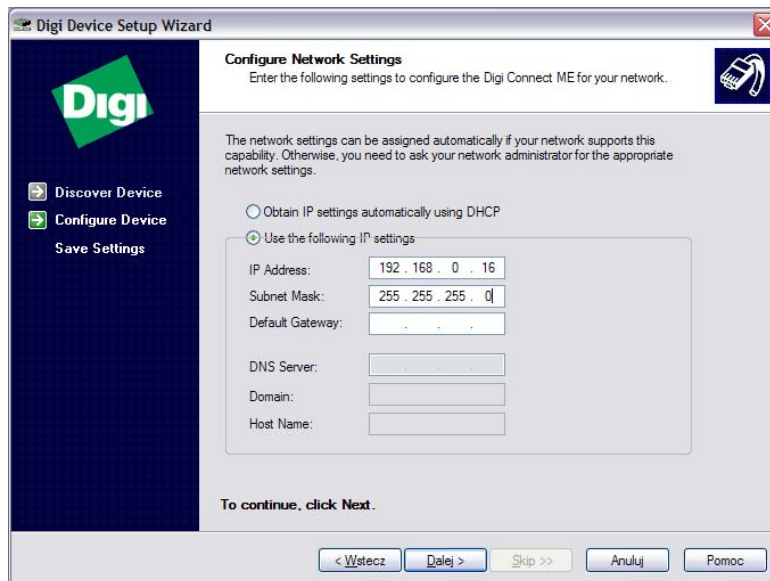 Digi Device Setup Wizard
Configure Network Settings
Enter the following settings to configure the Digi Connect ME for your network.
Digi
Discover Device
Configure Device
Save Settings
The network settings can be assigned automatically if your network supports this
capability. Otherwise, you need to ask your network administrator for the appropriate
network settings.
Obtain IP settings automatically using DHCP
Use the following IP settings
IP Address: 192 . 168 . 0 . 16
Subnet Mask: 255 . 255 . 255 . 0
Default Gateway: . . .
DNS Server: . . .
Domain:
Host Name:
To continue, click Next.
< Wstecz Dalej > Skip >> Anuluj Pomoc